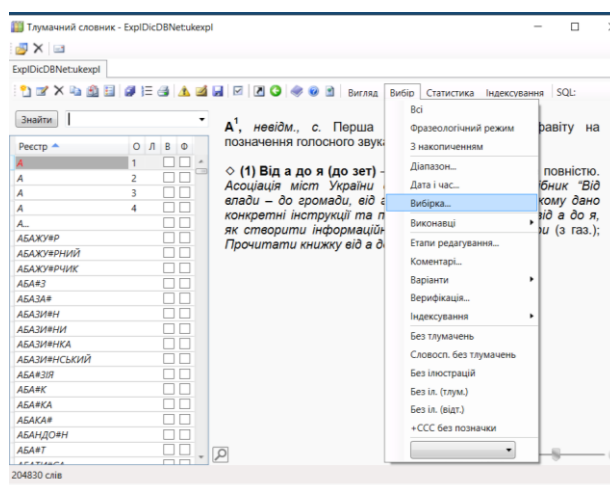 Тлумачний словник - ExplDicDBNet:ukexpl
ExplDicDBNet:ukexpl
Вигляд Вибір Статистика Індексування SQL:
Знайти
Реєстр О Л В Ф
А 1
А 2
А 3
А 4
А...
АБАЖУ#Р
АБАЖУ#РНИЙ
АБАЖУ#РЧИК
АБА#З
АБАЗА#
АБАЗИ#Н
АБАЗИ#НИ
АБАЗИ#НКА
АБАЗИ#НСЬКИЙ
АБА#ЗІЯ
АБА#К
АБА#КА
АБАКА#
АБАНДО#Н
АБА#Т
204830 слів
А1, невідм., с. Перша
авіту на
позначення голосного звук
◇ (1) Від а до я (до зет) –
повністю.
Асоціація міст України
"Від
влади – до громади, від
кому дано
конкретні інструкції та п
від а до я,
як створити інформаційн
(з газ.);
Прочитати книжку від а д
Всі
Фразеологічний режим
З накопиченням
Діапазон...
Дата і час...
Вибірка...
Виконавці
Етапи редагування...
Коментарі...
Варіанти
Верифікація...
Індексування
Без тлумачень
Словосп. без тлумачень
Без ілюстрацій
Без іл. (тлум.)
Без іл. (відт.)
+ССС без позначки